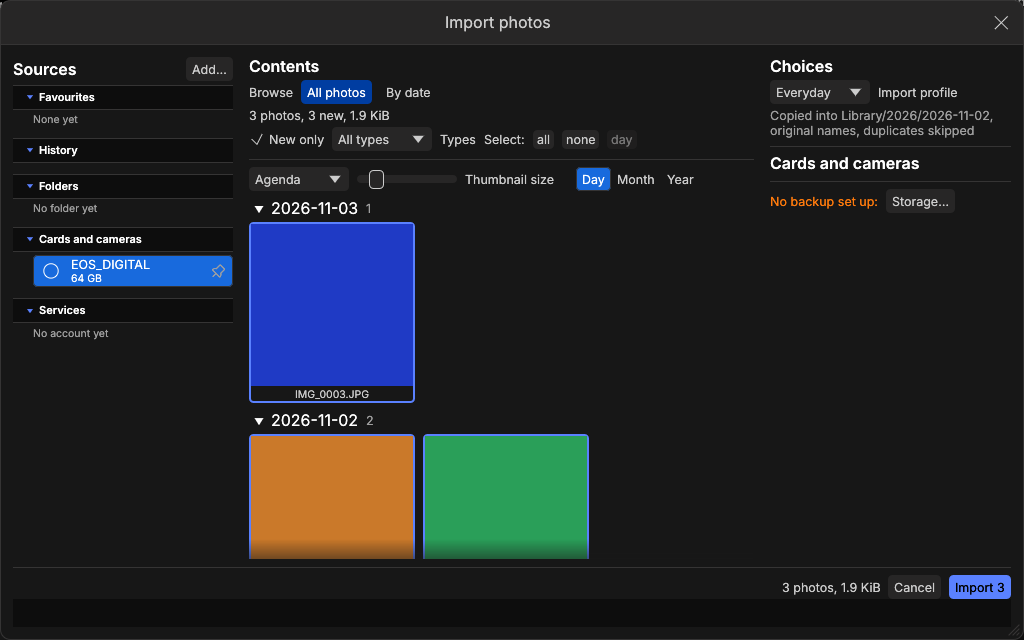 Import photos
Sources
Add...
Favourites
None yet
History
Folders
No folder yet
Cards and cameras
EOS_DIGITAL
64 GB
Services
No account yet
Contents
Browse All photos By date
3 photos, 3 new, 1.9 KiB
New only All types Types Select: all none day
Agenda Thumbnail size Day Month Year
2026-11-03 1
IMG_0003.JPG
2026-11-02 2
Choices
Everyday Import profile
Copied into Library/2026/2026-11-02,
original names, duplicates skipped
Cards and cameras
No backup set up: Storage...
3 photos, 1.9 KiB Cancel Import 3